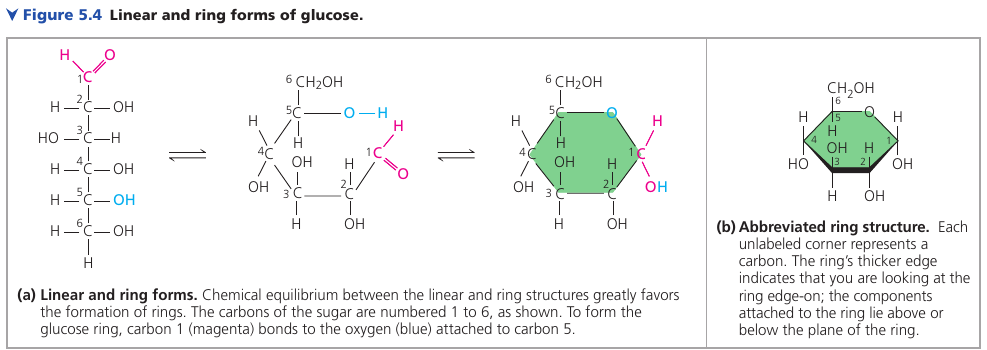 Figure 5.4 Linear and ring forms of glucose.
H O
1C
H 2C OH
HO 3C H
H 4C OH
H 5C OH
H 6C OH
H
6 CH2OH
5C O H
H H H
4C OH H 1C
OH 3C 2C O
H OH
6 CH2OH
5C O
H H H
4C OH H 1C
OH 3C 2C OH
H OH
CH2OH
6
H 5 O H
4 H 1
OH H
HO 3 2 OH
H OH
(a) Linear and ring forms. Chemical equilibrium between the linear and ring structures greatly favors
the formation of rings. The carbons of the sugar are numbered 1 to 6, as shown. To form the
glucose ring, carbon 1 (magenta) bonds to the oxygen (blue) attached to carbon 5.
(b) Abbreviated ring structure. Each
unlabeled corner represents a
carbon. The ring's thicker edge
indicates that you are looking at the
ring edge-on; the components
attached to the ring lie above or
below the plane of the ring.